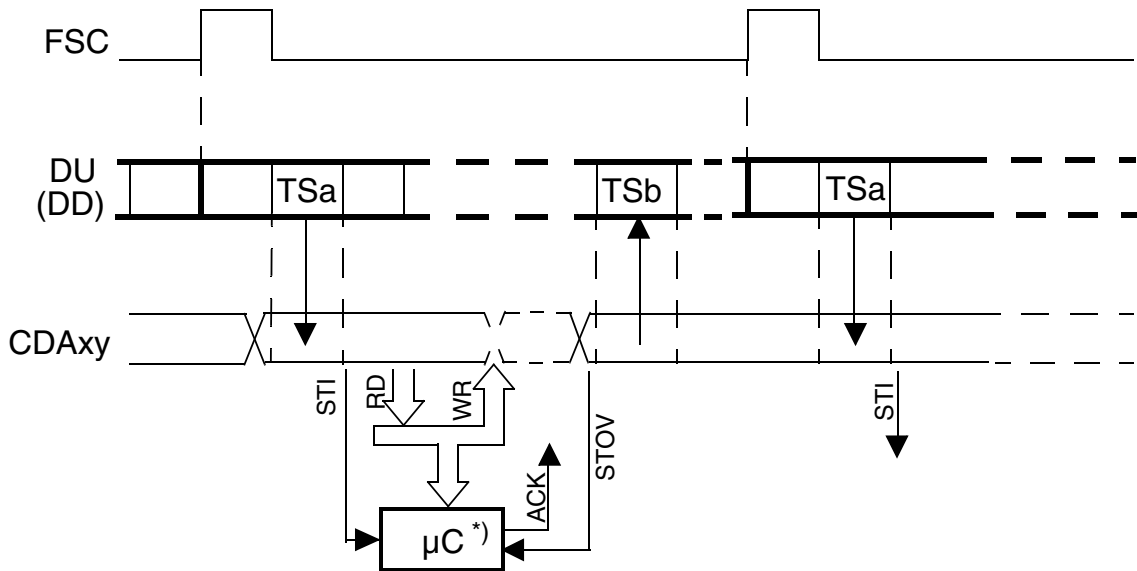 FSC
DU
(DD)
TSa
TSb
TSa
CDAxy
STI
RD
WR
STOV
STI
ACK
µC *)